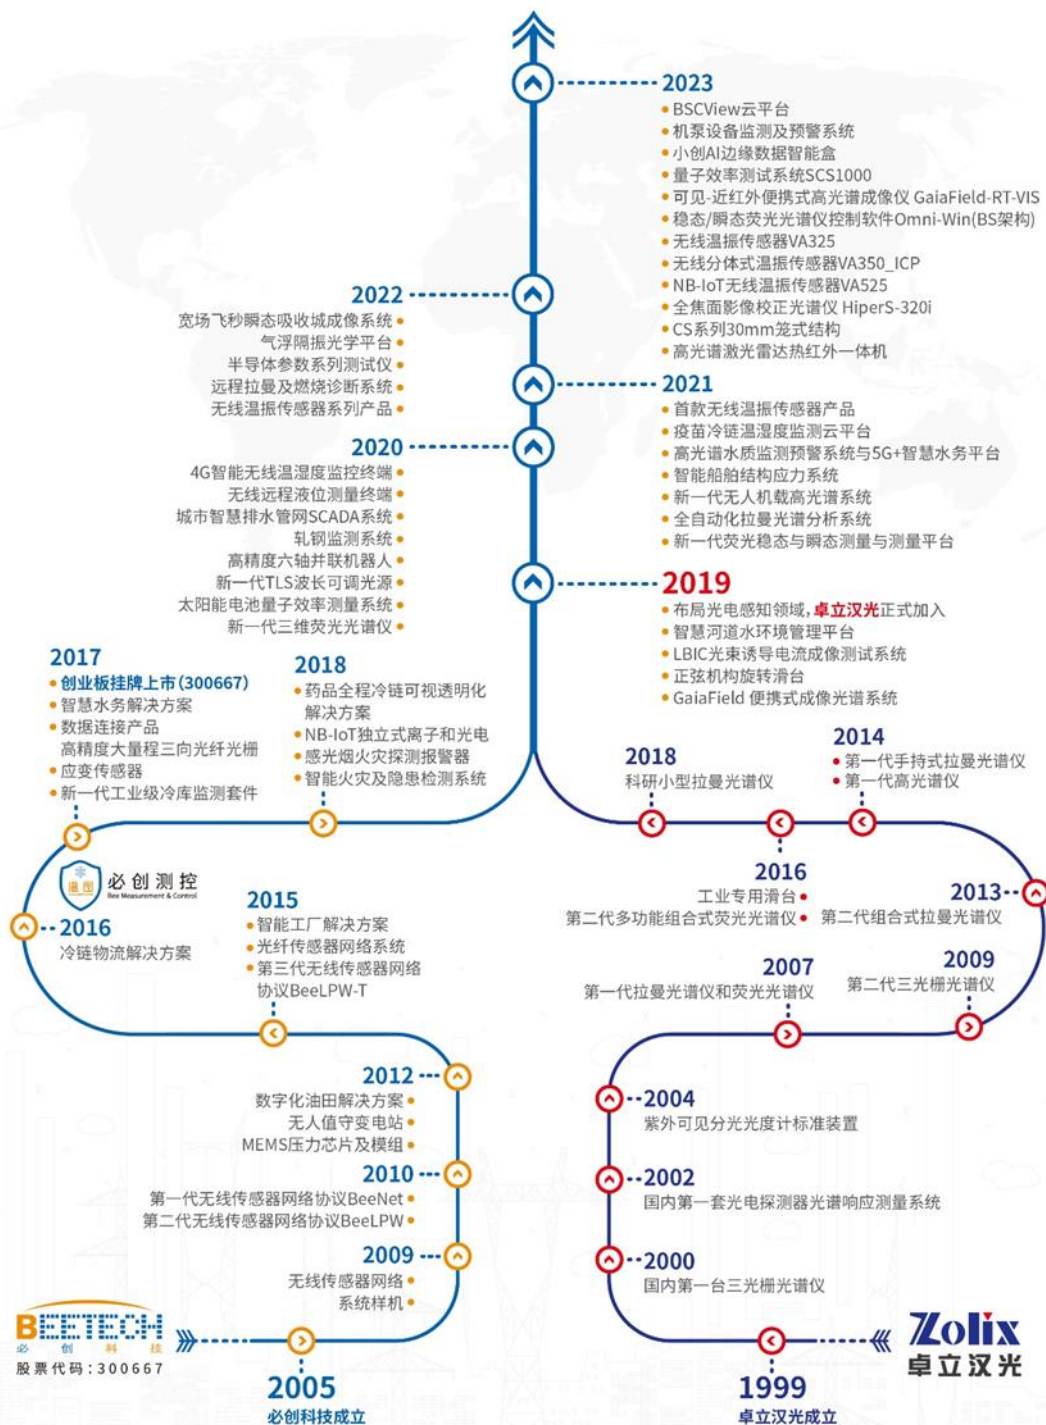 2023
BSCView云平台
机泵设备监测及预警系统
小创AI边缘数据智能盒
量子效率测试系统SCS1000
可见-近红外便携式高光谱成像仪 GaiaField-RT-VIS
稳态/瞬态荧光光谱仪控制软件Omni-Win(BS架构)
无线温振传感器VA325
无线分体式温振传感器VA350_ICP
NB-IoT无线温振传感器VA525
全焦面影像校正光谱仪 HiperS-320i
CS系列30mm笼式结构
高光谱激光雷达热红外一体机
2022
宽场飞秒瞬态吸收城成像系统
气浮隔振光学平台
半导体参数系列测试仪
远程拉曼及燃烧诊断系统
无线温振传感器系列产品
2021
首款无线温振传感器产品
疫苗冷链温湿度监测云平台
高光谱水质监测预警系统与5G+智慧水务平台
智能船舶结构应力系统
新一代无人机载高光谱系统
全自动化拉曼光谱分析系统
新一代荧光稳态与瞬态测量与测量平台
2020
4G智能无线温湿度监控终端
无线远程液位测量终端
城市智慧排水管网SCADA系统
轧钢监测系统
高精度六轴并联机器人
新一代TLS波长可调光源
太阳能电池量子效率测量系统
新一代三维荧光光谱仪
2019
布局光电感知领域,卓立汉光正式加入
智慧河道水环境管理平台
LBIC光束诱导电流成像测试系统
正弦机构旋转滑台
GaiaField 便携式成像光谱系统
2017
创业板挂牌上市(300667)
智慧水务解决方案
数据连接产品
高精度大量程三向光纤光栅
应变传感器
新一代工业级冷库监测套件
2018
药品全程冷链可视透明化
解决方案
NB-IoT独立式离子和光电
感光烟火灾探测报警器
智能火灾及隐患检测系统
2018
科研小型拉曼光谱仪
2014
第一代手持式拉曼光谱仪
第一代高光谱仪
温图
必创测控
Bee Measurement & Control
2016
冷链物流解决方案
2015
智能工厂解决方案
光纤传感器网络系统
第三代无线传感器网络
协议BeeLPW-T
2016
工业专用滑台
第二代多功能组合式荧光光谱仪
2013
第二代组合式拉曼光谱仪
2007
第一代拉曼光谱仪和荧光光谱仪
2009
第二代三光栅光谱仪
2012
数字化油田解决方案
无人值守变电站
MEMS压力芯片及模组
2010
第一代无线传感器网络协议BeeNet
第二代无线传感器网络协议BeeLPW
2009
无线传感器网络
系统样机
2004
紫外可见分光光度计标准装置
2002
国内第一套光电探测器光谱响应测量系统
2000
国内第一台三光栅光谱仪
BEETECH
必创科技
股票代码:300667
2005
必创科技成立
1999
卓立汉光成立
Zolix
卓立汉光